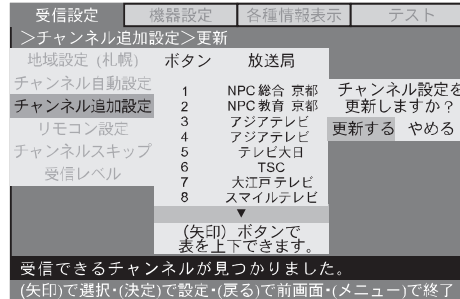 受信設定 機器設定 各種情報表示 テスト
>チャンネル追加設定>更新
地域設定（札幌）
チャンネル自動設定
チャンネル追加設定
リモコン設定
チャンネルスキップ
受信レベル
ボタン 放送局
1 NPC 総合 京都
2 NPC 教育 京都
3 アジアテレビ
4 アジアテレビ
5 テレビ大日
6 TSC
7 大江戸テレビ
8 スマイルテレビ
▼
(矢印) ボタンで
表を上下できます。
チャンネル設定を
更新しますか？
更新する やめる
受信できるチャンネルが見つかりました。
(矢印)で選択・(決定)で設定・(戻る)で前画面・(メニュー)で終了